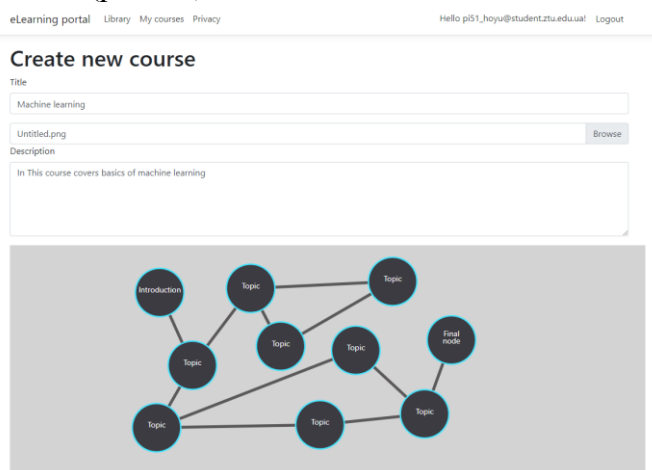 eLearning portal Library My courses Privacy Hello pi51_hoyu@student.ztu.edu.ua! Logout
Create new course
Title
Machine learning
Untitled.png Browse
Description
In This course covers basics of machine learning
Introduction
Topic
Topic
Topic
Topic
Final
node
Topic
Topic
Topic
Topic